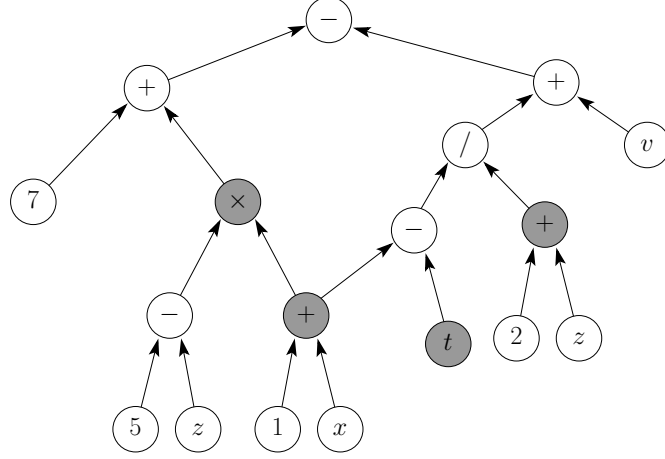 −
+ +
/ v
7 × − +
− + t 2 z
5 z 1 x